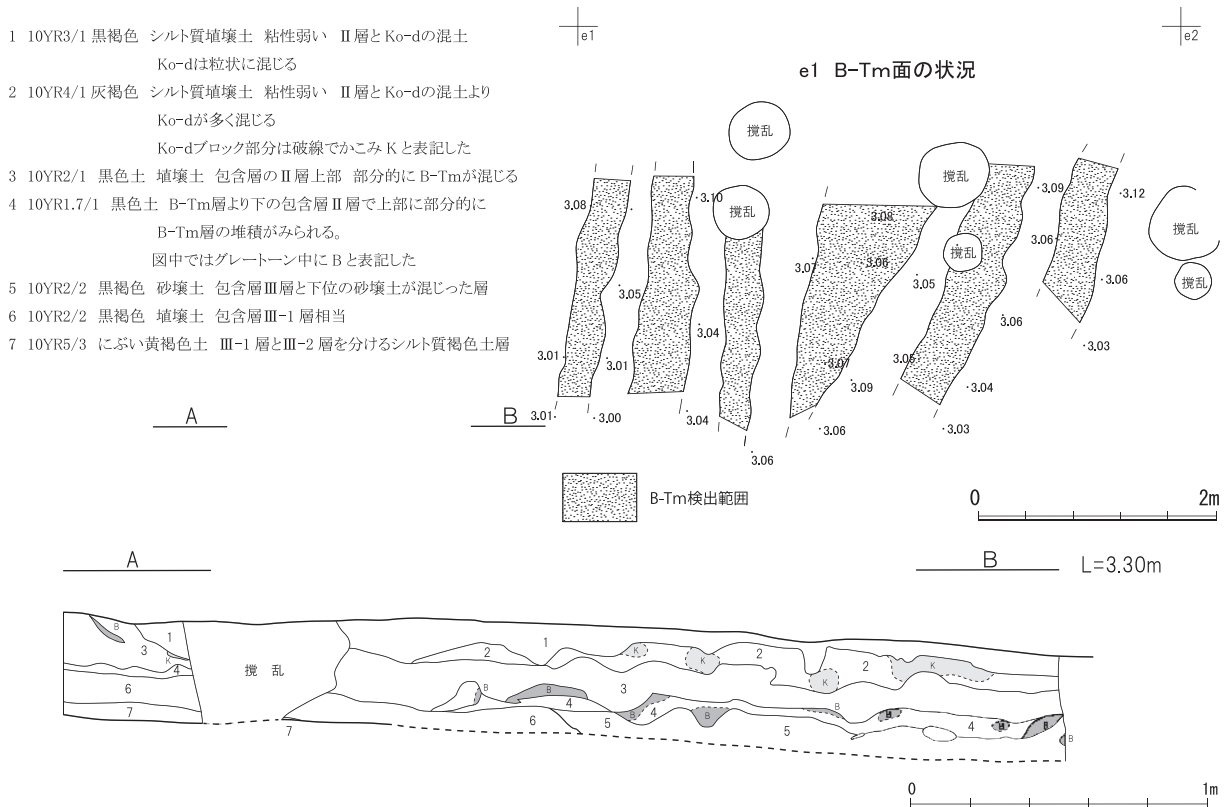 1 10YR3/1 黒褐色 シルト質埴壌土 粘性弱い Ⅱ層とKo-dの混土
Ko-dは粒状に混じる
2 10YR4/1 灰褐色 シルト質埴壌土 粘性弱い Ⅱ層とKo-dの混土より
Ko-dが多く混じる
Ko-dブロック部分は破線でかこみKと表記した
3 10YR2/1 黒色土 埴壌土 包含層のⅡ層上部 部分的にB-Tmが混じる
4 10YR1.7/1 黒色土 B-Tm層より下の包含層Ⅱ層で上部に部分的に
B-Tm層の堆積がみられる。
図中ではグレートーン中にBと表記した
5 10YR2/2 黒褐色 砂壌土 包含層Ⅲ層と下位の砂壌土が混じった層
6 10YR2/2 黒褐色 埴壌土 包含層Ⅲ-1層相当
7 10YR5/3 にぶい黄褐色土 Ⅲ-1層とⅢ-2層を分けるシルト質褐色土層
A B
e1 e2
e1 B-Tm面の状況
撹乱
撹乱
撹乱
撹乱
撹乱
撹乱
3.08
3.10
3.08
3.09
3.12
3.07
3.06
3.06
3.05
3.05
3.06
3.04
3.06
3.01
3.01
3.07
3.05
3.03
3.09
3.04
3.01
3.00
3.04
3.06
3.03
3.06
B-Tm検出範囲
0 2m
A B L=3.30m
B 1
3 K 4
6
7
撹乱
1
2 K K 2 K 2 K
3
B B 4
6 5 B 4 B B 5 B 4 B B B
7
0 1m